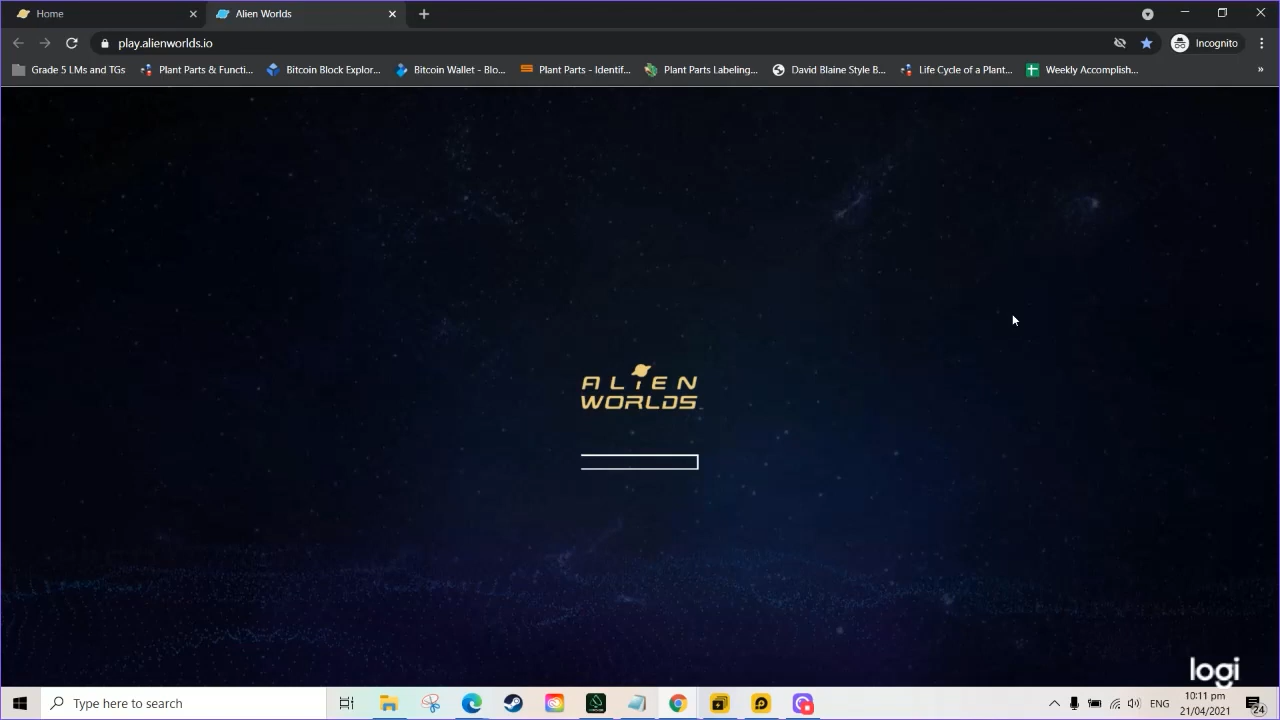 Home
Alien Worlds
play.alienworlds.io
Incognito
Grade 5 LMs and TGs
Plant Parts & Functi...
Bitcoin Block Explor...
Bitcoin Wallet - Blo...
Plant Parts - Identif...
Plant Parts Labeling...
David Blaine Style B...
Life Cycle of a Plant...
Weekly Accomplish...
»
ALIEN
WORLDS
logi
Type here to search
ENG
10:11 pm
21/04/2021
24